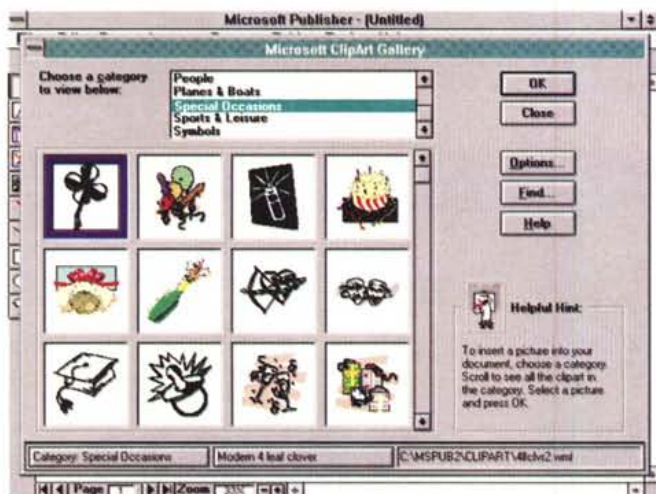 Microsoft Publisher - (Untitled)
Microsoft ClipArt Gallery
Choose a category
to view below:
People
Planes & Boats
Special Occasions
Sports & Leisure
Symbols
OK
Close
Options...
Find...
Help
Helpful Hint:
To insert a picture into your
document, choose a category.
Scroll to see all the clipart in
the category. Select a picture
and press OK.
Category: Special Occasions
Modern 4 leaf clover
Page 1
Zoom